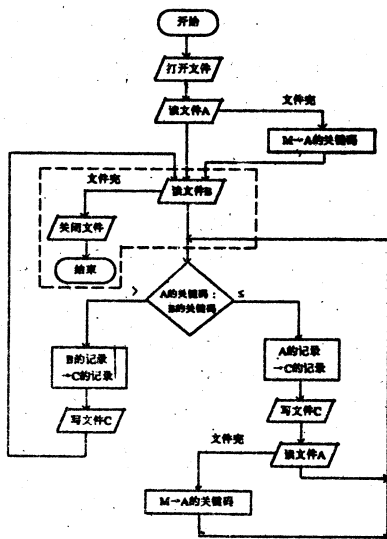 开始
打开文件
读文件A
文件完
M→A的关键码
文件完
读文件B
关闭文件
结束
A的关键码：
B的关键码
>
≤
B的记录
→C的记录
写文件C
A的记录
→C的记录
写文件C
文件完
读文件A
M→A的关键码